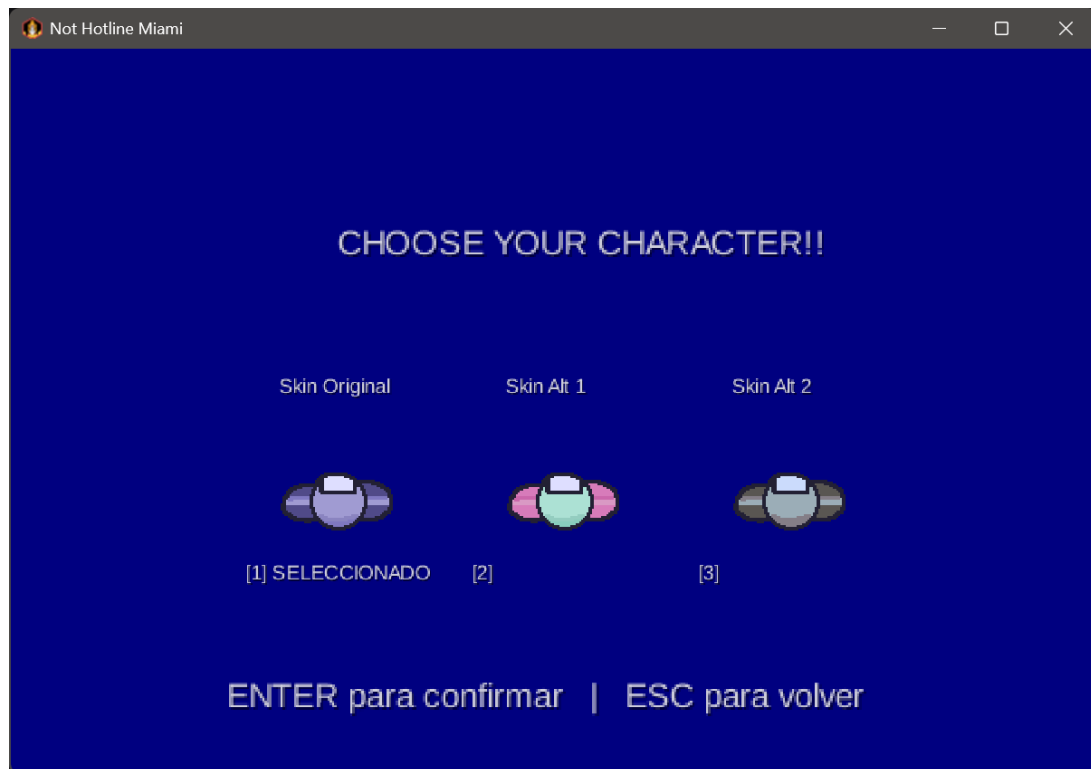 Not Hotline Miami
CHOOSE YOUR CHARACTER!!
Skin Original Skin Alt 1 Skin Alt 2
[1] SELECCIONADO [2] [3]
ENTER para confirmar | ESC para volver